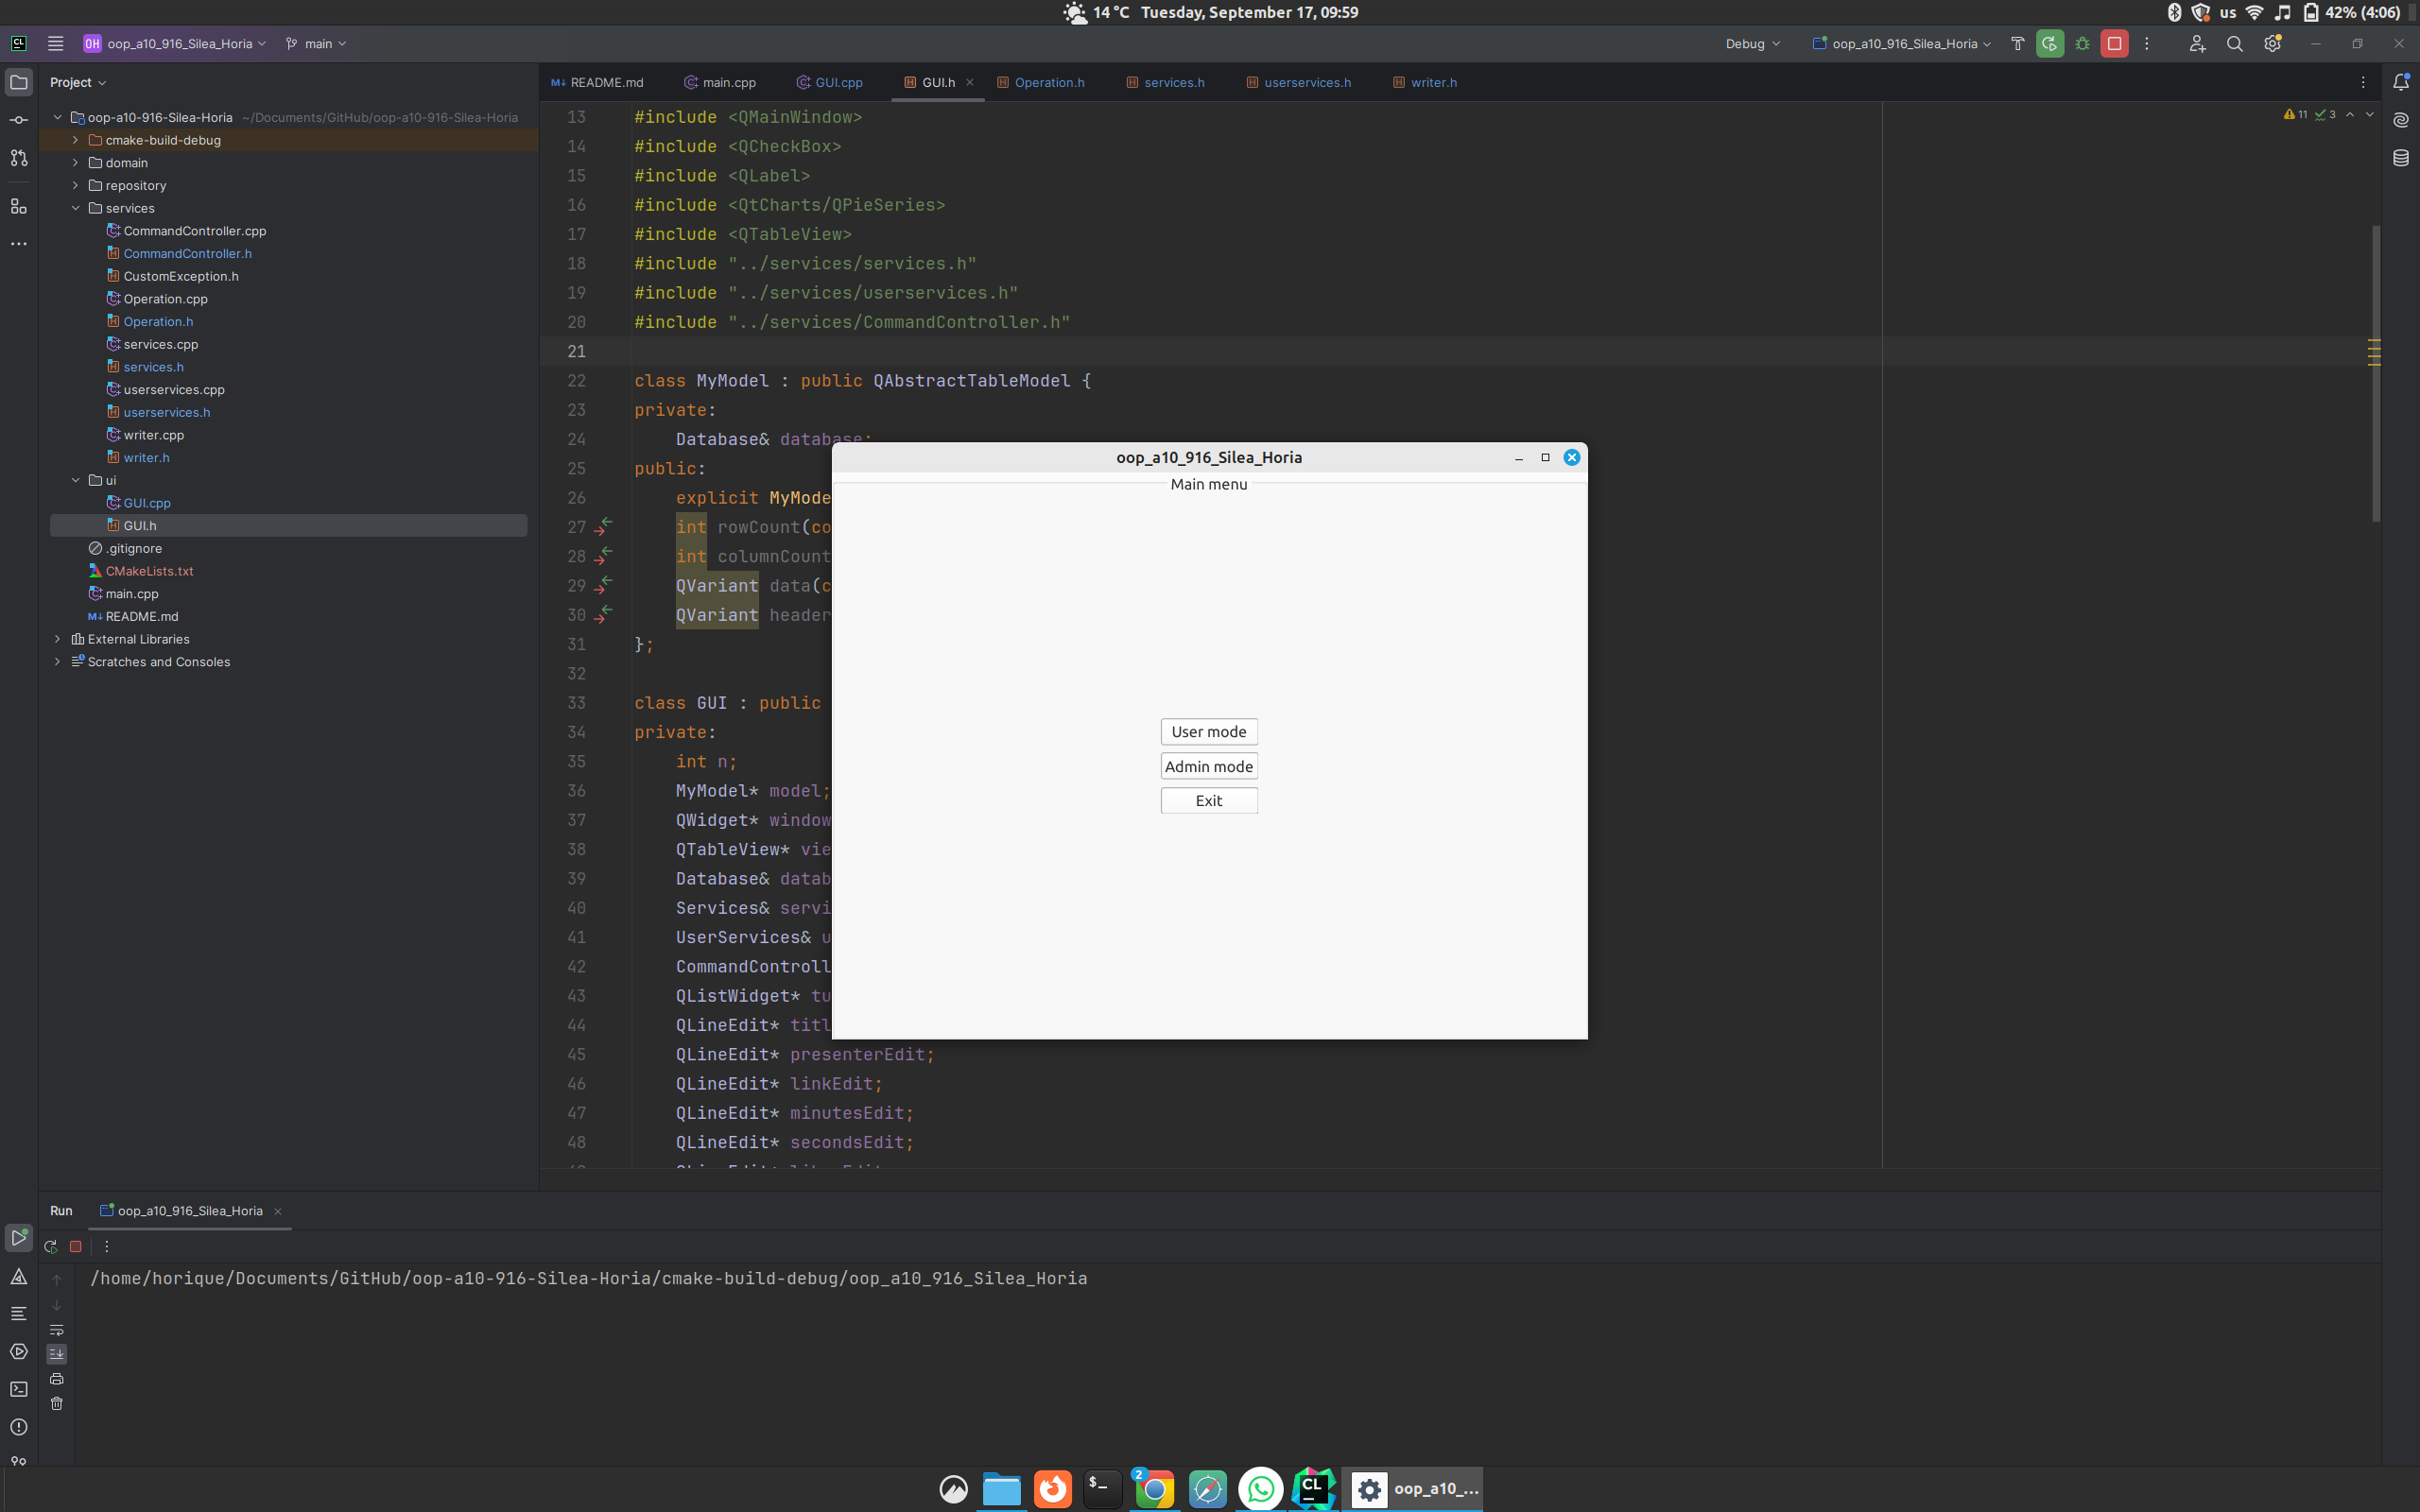 14 °C Tuesday, September 17, 09:59
us 42% (4:06)
CL OH oop_a10_916_Silea_Horia main Debug oop_a10_916_Silea_Horia
Project
README.md main.cpp GUI.cpp GUI.h Operation.h services.h userservices.h writer.h
oop-a10-916-Silea-Horia ~/Documents/GitHub/oop-a10-916-Silea-Horia
cmake-build-debug
domain
repository
services
CommandController.cpp
CommandController.h
CustomException.h
Operation.cpp
Operation.h
services.cpp
services.h
userservices.cpp
userservices.h
writer.cpp
writer.h
ui
GUI.cpp
GUI.h
.gitignore
CMakeLists.txt
main.cpp
README.md
External Libraries
Scratches and Consoles
11 3
13 #include <QMainWindow>
14 #include <QCheckBox>
15 #include <QLabel>
16 #include <QtCharts/QPieSeries>
17 #include <QTableView>
18 #include "../services/services.h"
19 #include "../services/userservices.h"
20 #include "../services/CommandController.h"
21
22 class MyModel : public QAbstractTableModel {
23 private:
24 Database& database;
25 public:
26 explicit MyMode
27 int rowCount(co
28 int columnCount
29 QVariant data(c
30 QVariant header
31 };
32
33 class GUI : public
34 private:
35 int n;
36 MyModel* model;
37 QWidget* window
38 QTableView* vie
39 Database& datab
40 Services& servi
41 UserServices& u
42 CommandControll
43 QListWidget* tu
44 QLineEdit* titl
45 QLineEdit* presenterEdit;
46 QLineEdit* linkEdit;
47 QLineEdit* minutesEdit;
48 QLineEdit* secondsEdit;
oop_a10_916_Silea_Horia
Main menu
User mode
Admin mode
Exit
Run oop_a10_916_Silea_Horia
/home/horique/Documents/GitHub/oop-a10-916-Silea-Horia/cmake-build-debug/oop_a10_916_Silea_Horia
$_ 2 CL oop_a10_...